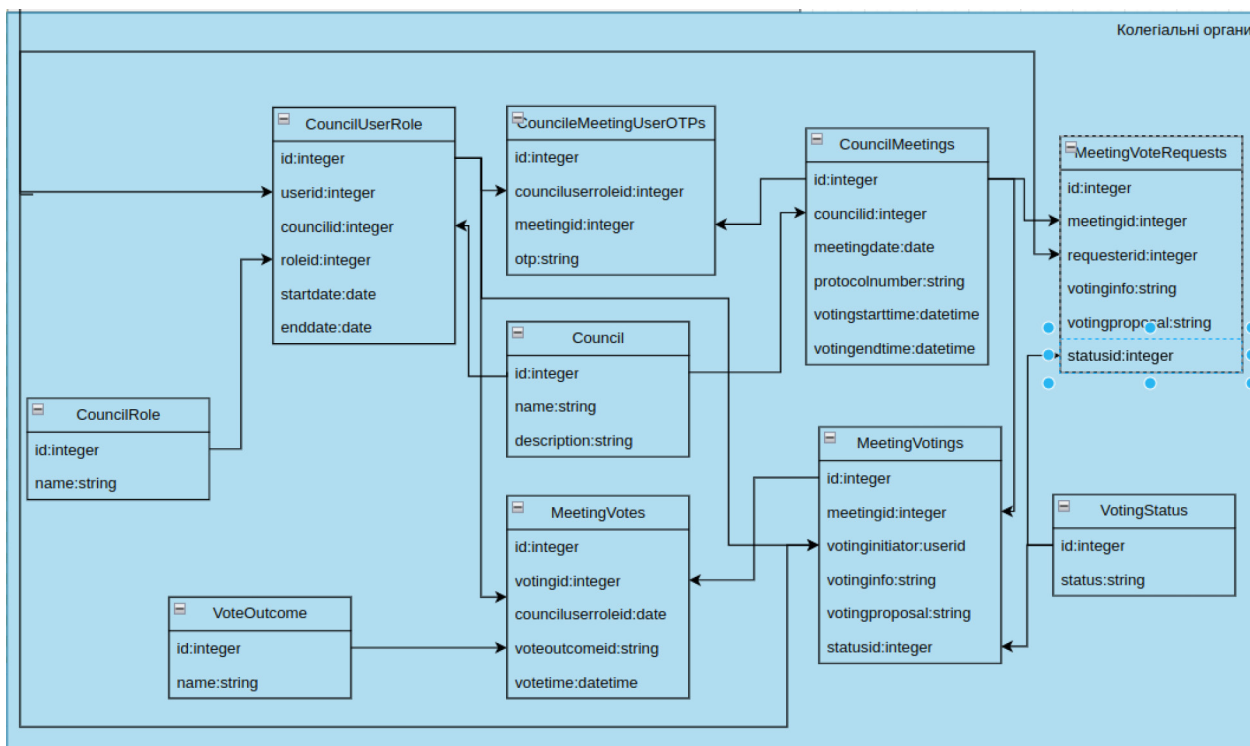 Колегіальні органи
CouncilUserRole
id:integer
userid:integer
councilid:integer
roleid:integer
startdate:date
enddate:date
CouncileMeetingUserOTPs
id:integer
counciluserroleid:integer
meetingid:integer
otp:string
CouncilMeetings
id:integer
councilid:integer
meetingdate:date
protocolnumber:string
votingstarttime:datetime
votingendtime:datetime
MeetingVoteRequests
id:integer
meetingid:integer
requesterid:integer
votinginfo:string
votingproposal:string
statusid:integer
Council
id:integer
name:string
description:string
CouncilRole
id:integer
name:string
MeetingVotings
id:integer
meetingid:integer
votinginitiator:userid
votinginfo:string
votingproposal:string
statusid:integer
MeetingVotes
id:integer
votingid:integer
counciluserroleid:date
voteoutcomeid:string
votetime:datetime
VotingStatus
id:integer
status:string
VoteOutcome
id:integer
name:string